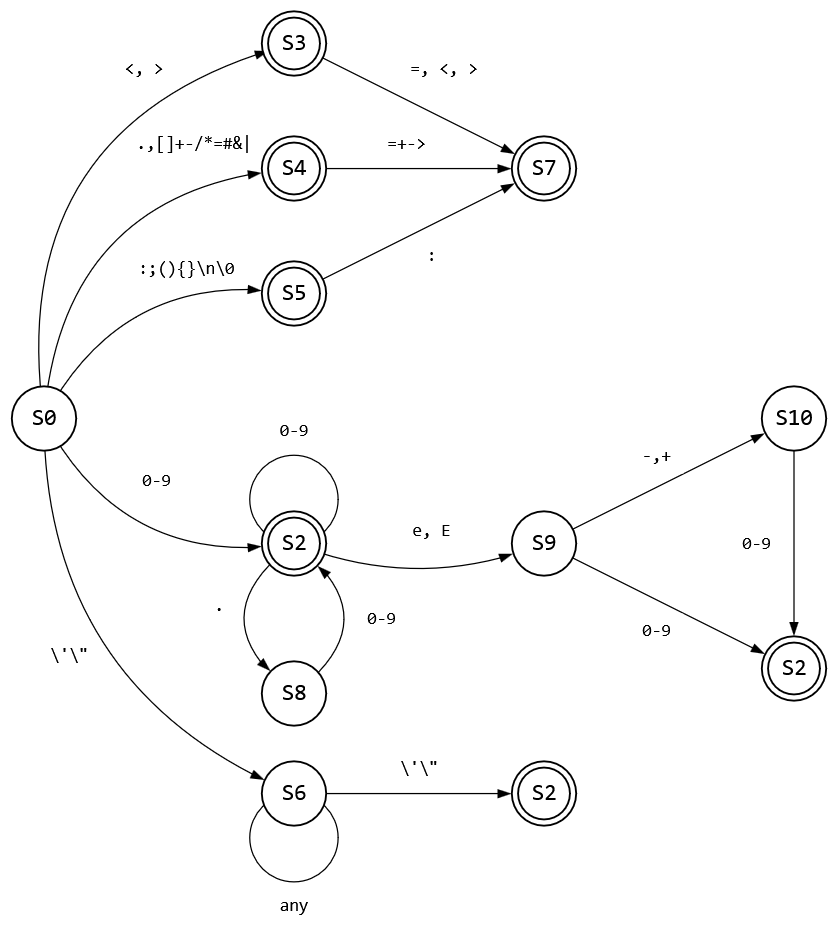 S3
<, >
=, <, >
.,[]+-/*=#&|
=+->
S4
S7
:
:;(){}\n\0
S5
S0
S10
0-9
-,+
0-9
e, E
S2
S9
0-9
.
0-9
0-9
\'\"
S2
S8
\'\"
S6
S2
any